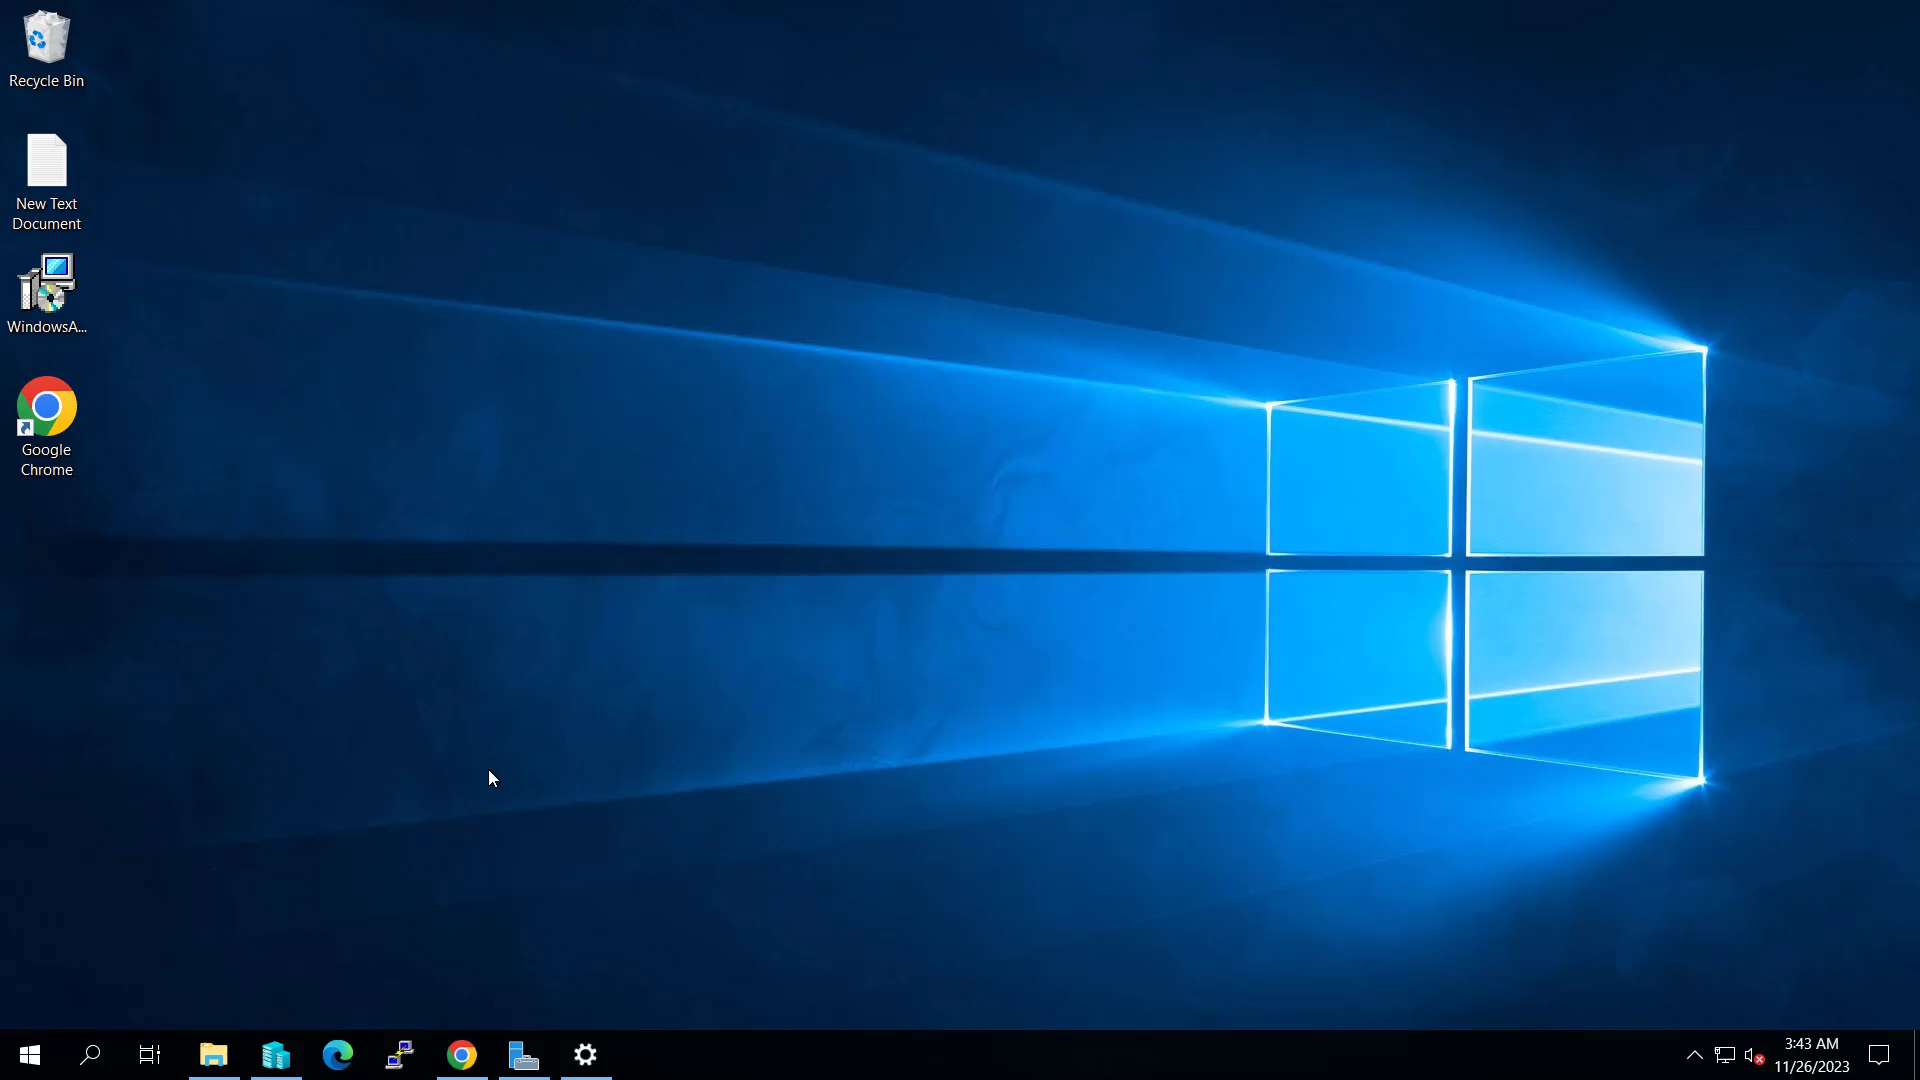 Recycle Bin
New Text
Document
WindowsA...
Google
Chrome
3:43 AM
11/26/2023